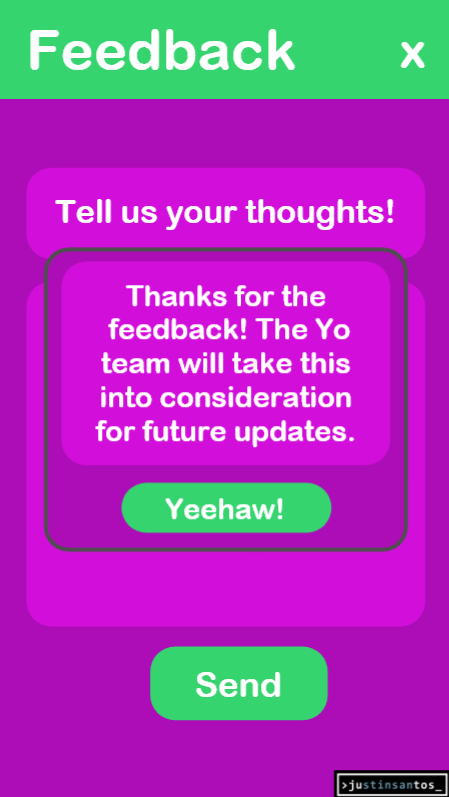 Feedback x
Tell us your thoughts!
Thanks for the
feedback! The Yo
team will take this
into consideration
for future updates.
Yeehaw!
Send
>justinsantos_